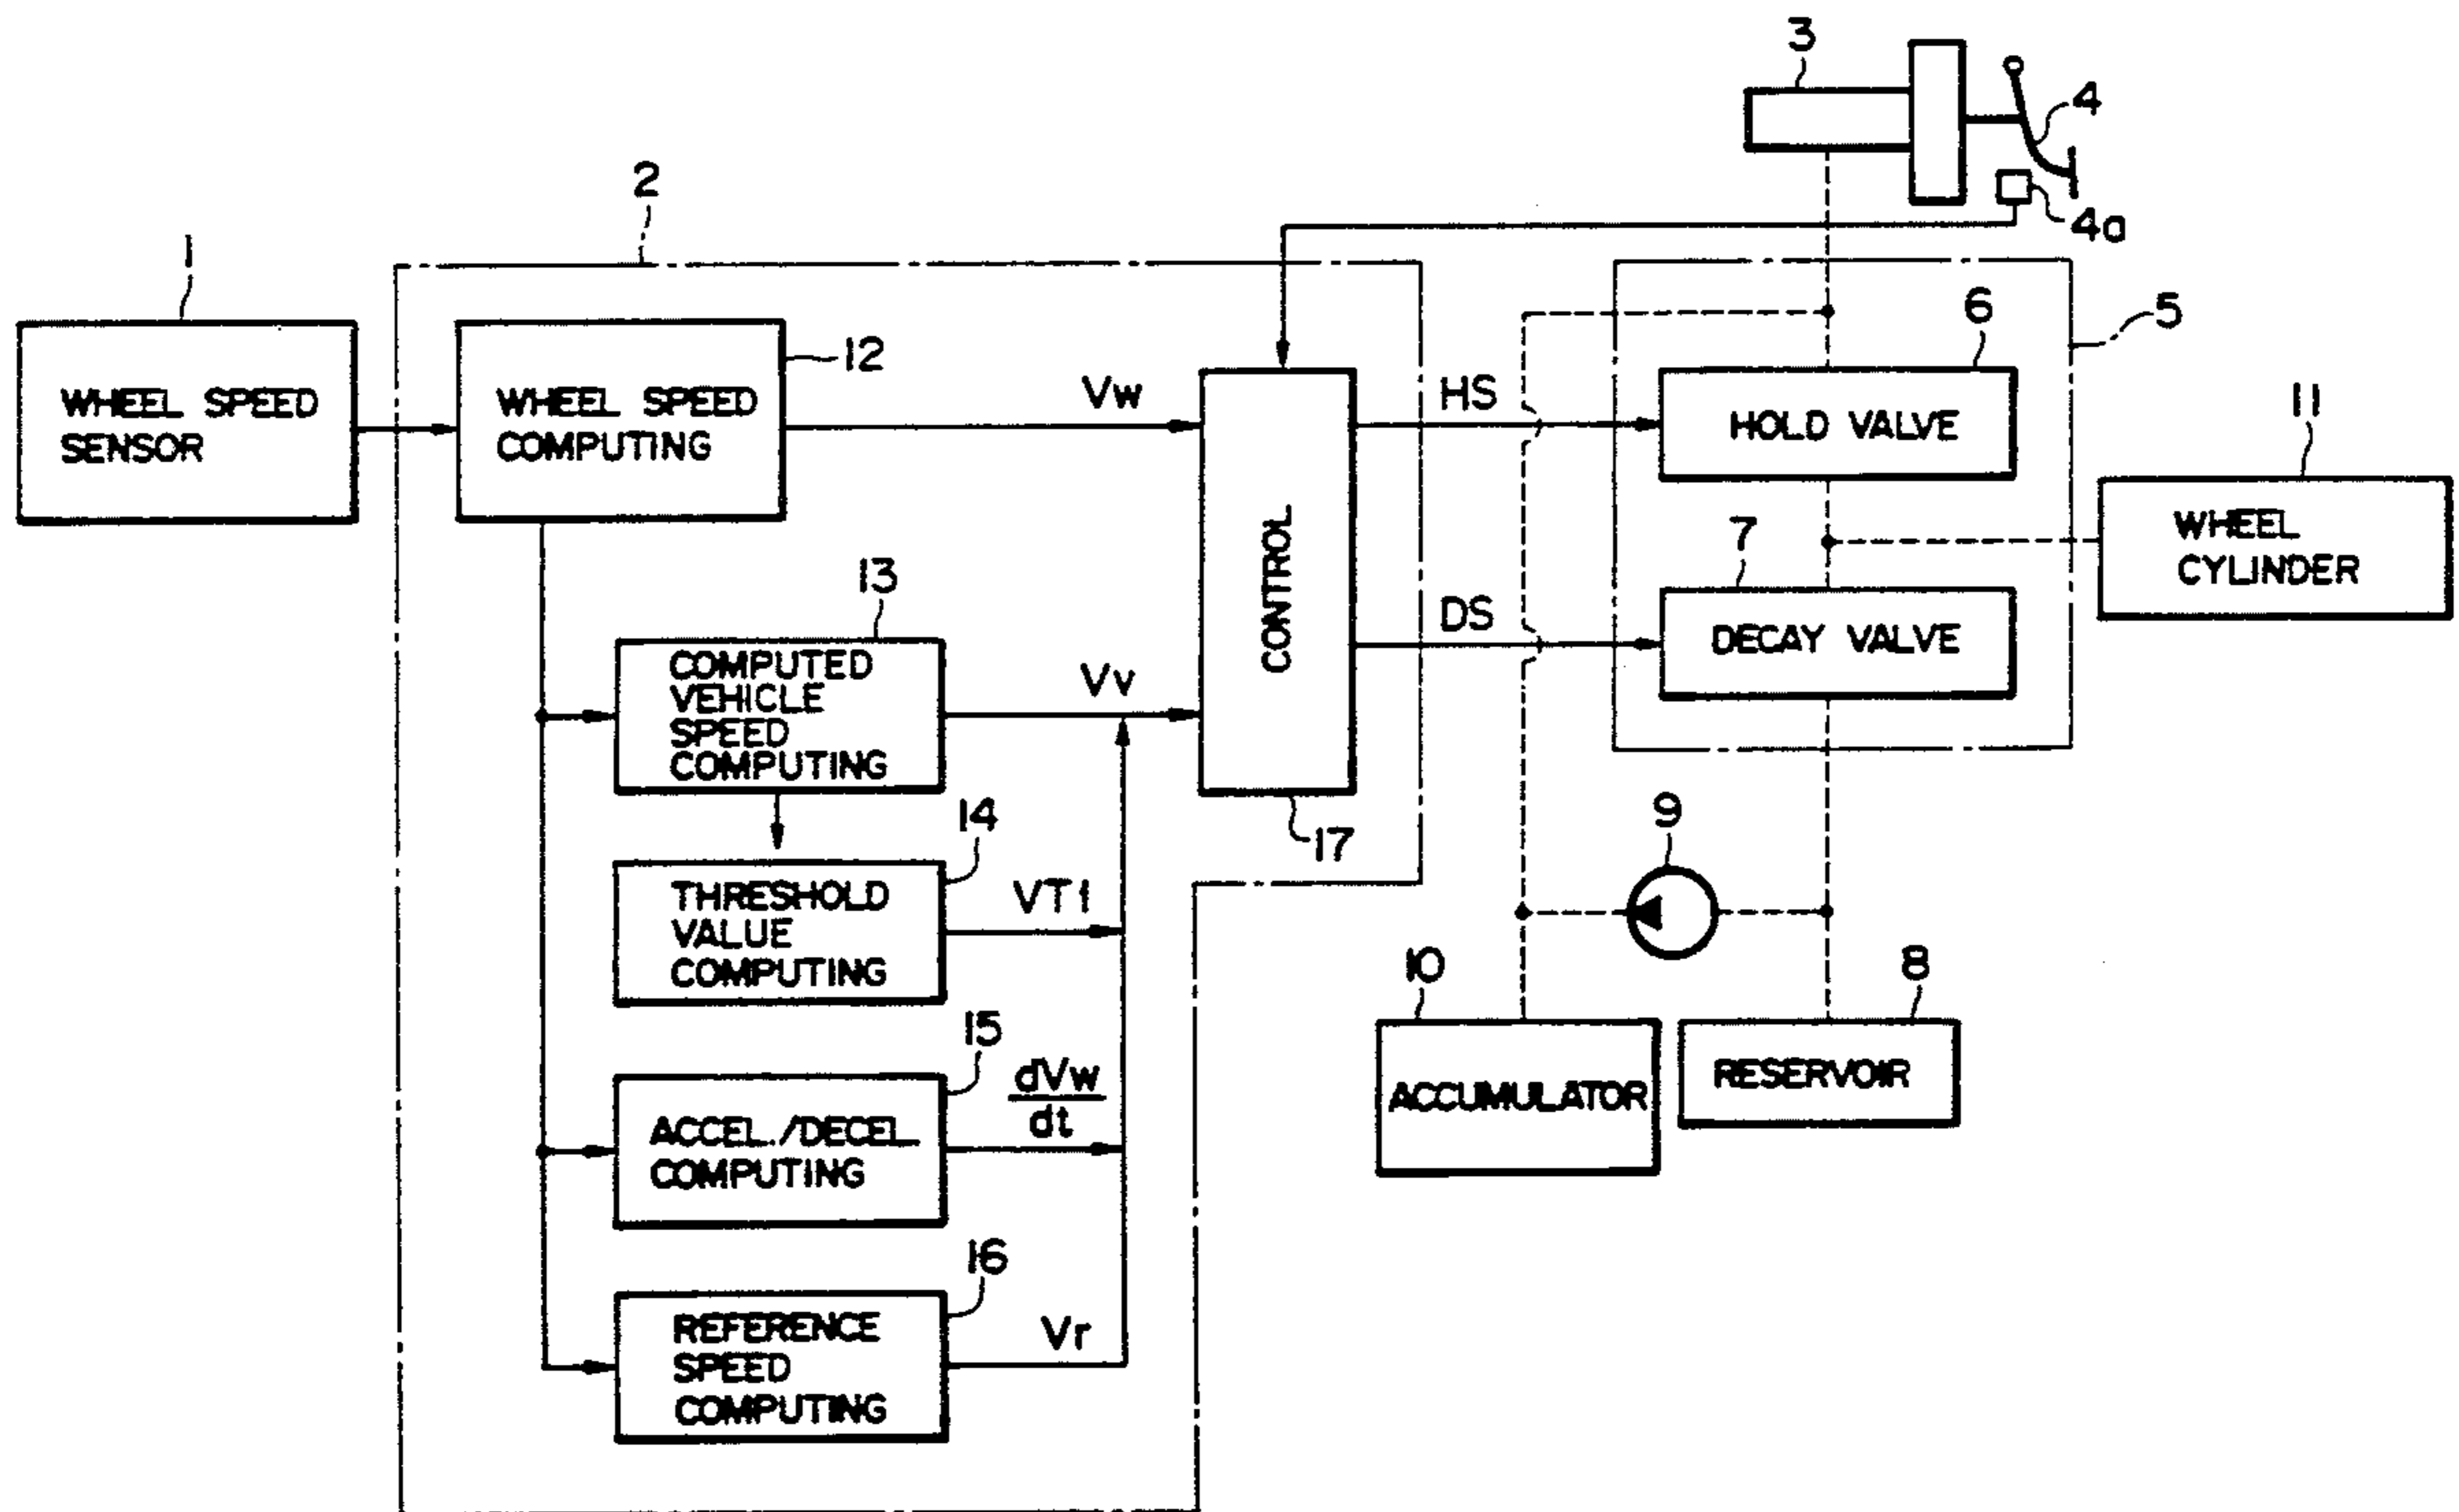 3
4
4a
2
1
5
6
12
WHEEL SPEED
SENSOR
WHEEL SPEED
COMPUTING
Vw
HS
HOLD VALVE
11
WHEEL
CYLINDER
CONTROL
7
13
DS
DECAY VALVE
COMPUTED
VEHICLE
SPEED
COMPUTING
Vv
14
17
9
THRESHOLD
VALUE
COMPUTING
VT1
10
8
15
ACCUMULATOR
RESERVOIR
ACCEL./DECEL.
COMPUTING
dVw
dt
16
REFERENCE
SPEED
COMPUTING
Vr